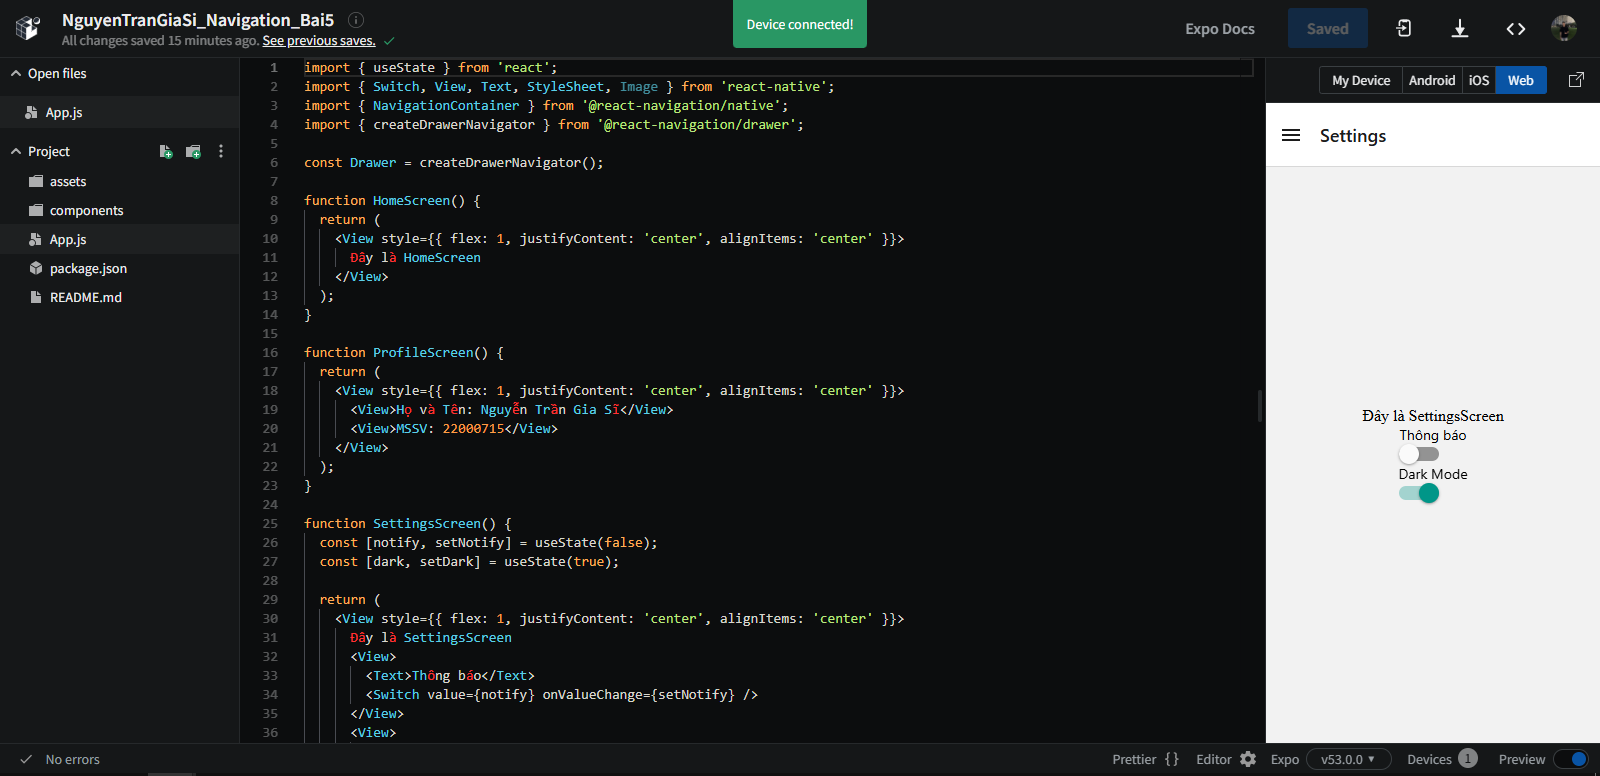 NguyenTranGiaSi_Navigation_Bai5
All changes saved 15 minutes ago. See previous saves.
Device connected!
Expo Docs
Saved
Open files
App.js
Project
assets
components
App.js
package.json
README.md
1 import { useState } from 'react';
2 import { Switch, View, Text, StyleSheet, Image } from 'react-native';
3 import { NavigationContainer } from '@react-navigation/native';
4 import { createDrawerNavigator } from '@react-navigation/drawer';
5
6 const Drawer = createDrawerNavigator();
7
8 function HomeScreen() {
9 return (
10 <View style={{ flex: 1, justifyContent: 'center', alignItems: 'center' }}>
11 Đây là HomeScreen
12 </View>
13 );
14 }
15
16 function ProfileScreen() {
17 return (
18 <View style={{ flex: 1, justifyContent: 'center', alignItems: 'center' }}>
19 <View>Họ và Tên: Nguyễn Trần Gia Sĩ</View>
20 <View>MSSV: 22000715</View>
21 </View>
22 );
23 }
24
25 function SettingsScreen() {
26 const [notify, setNotify] = useState(false);
27 const [dark, setDark] = useState(true);
28
29 return (
30 <View style={{ flex: 1, justifyContent: 'center', alignItems: 'center' }}>
31 Đây là SettingsScreen
32 <View>
33 <Text>Thông báo</Text>
34 <Switch value={notify} onValueChange={setNotify} />
35 </View>
36 <View>
My Device
Android
iOS
Web
Settings
Đây là SettingsScreen
Thông báo
Dark Mode
No errors
Prettier { }
Editor
Expo
v53.0.0
Devices 1
Preview